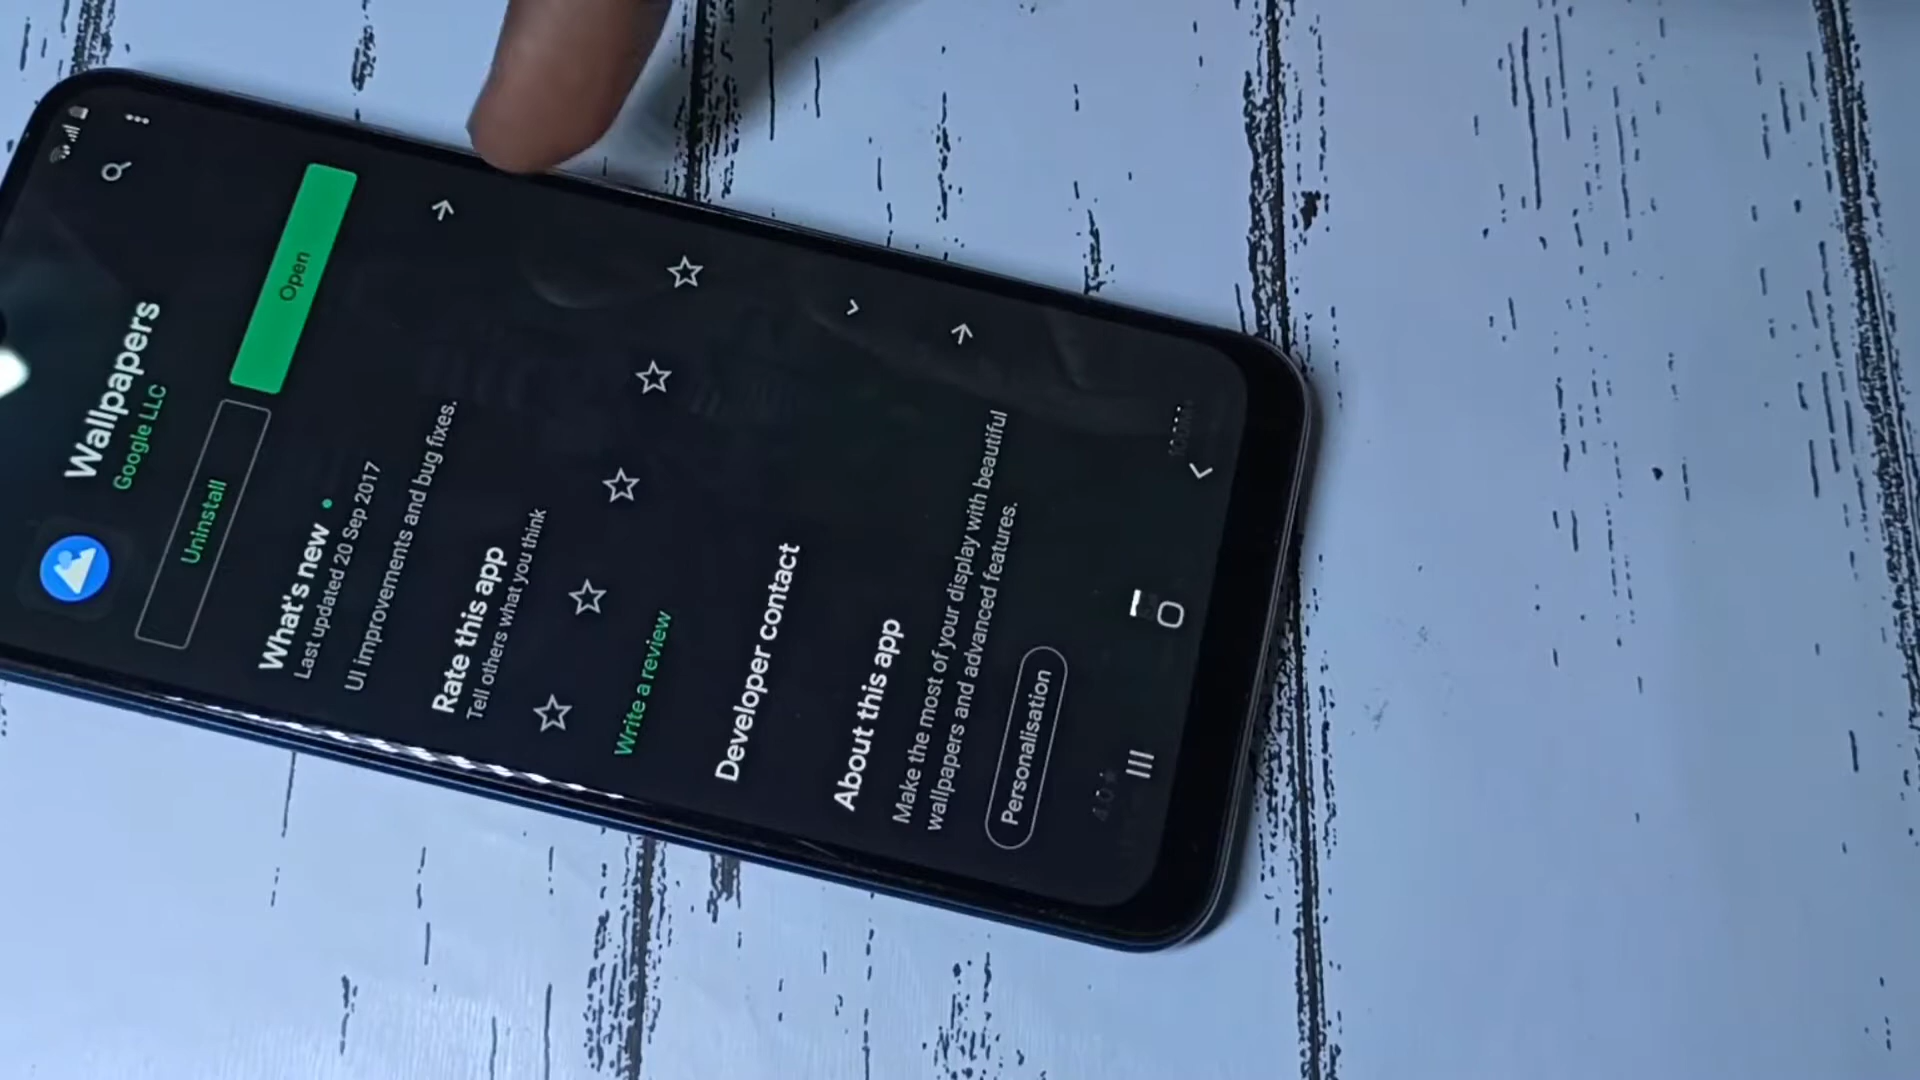 Wallpapers
Google LLC
Uninstall
Open
What's new
Last updated 20 Sep 2017
UI improvements and bug fixes.
Rate this app
Tell others what you think
Write a review
Developer contact
About this app
Make the most of your display with beautiful
wallpapers and advanced features.
Personalisation